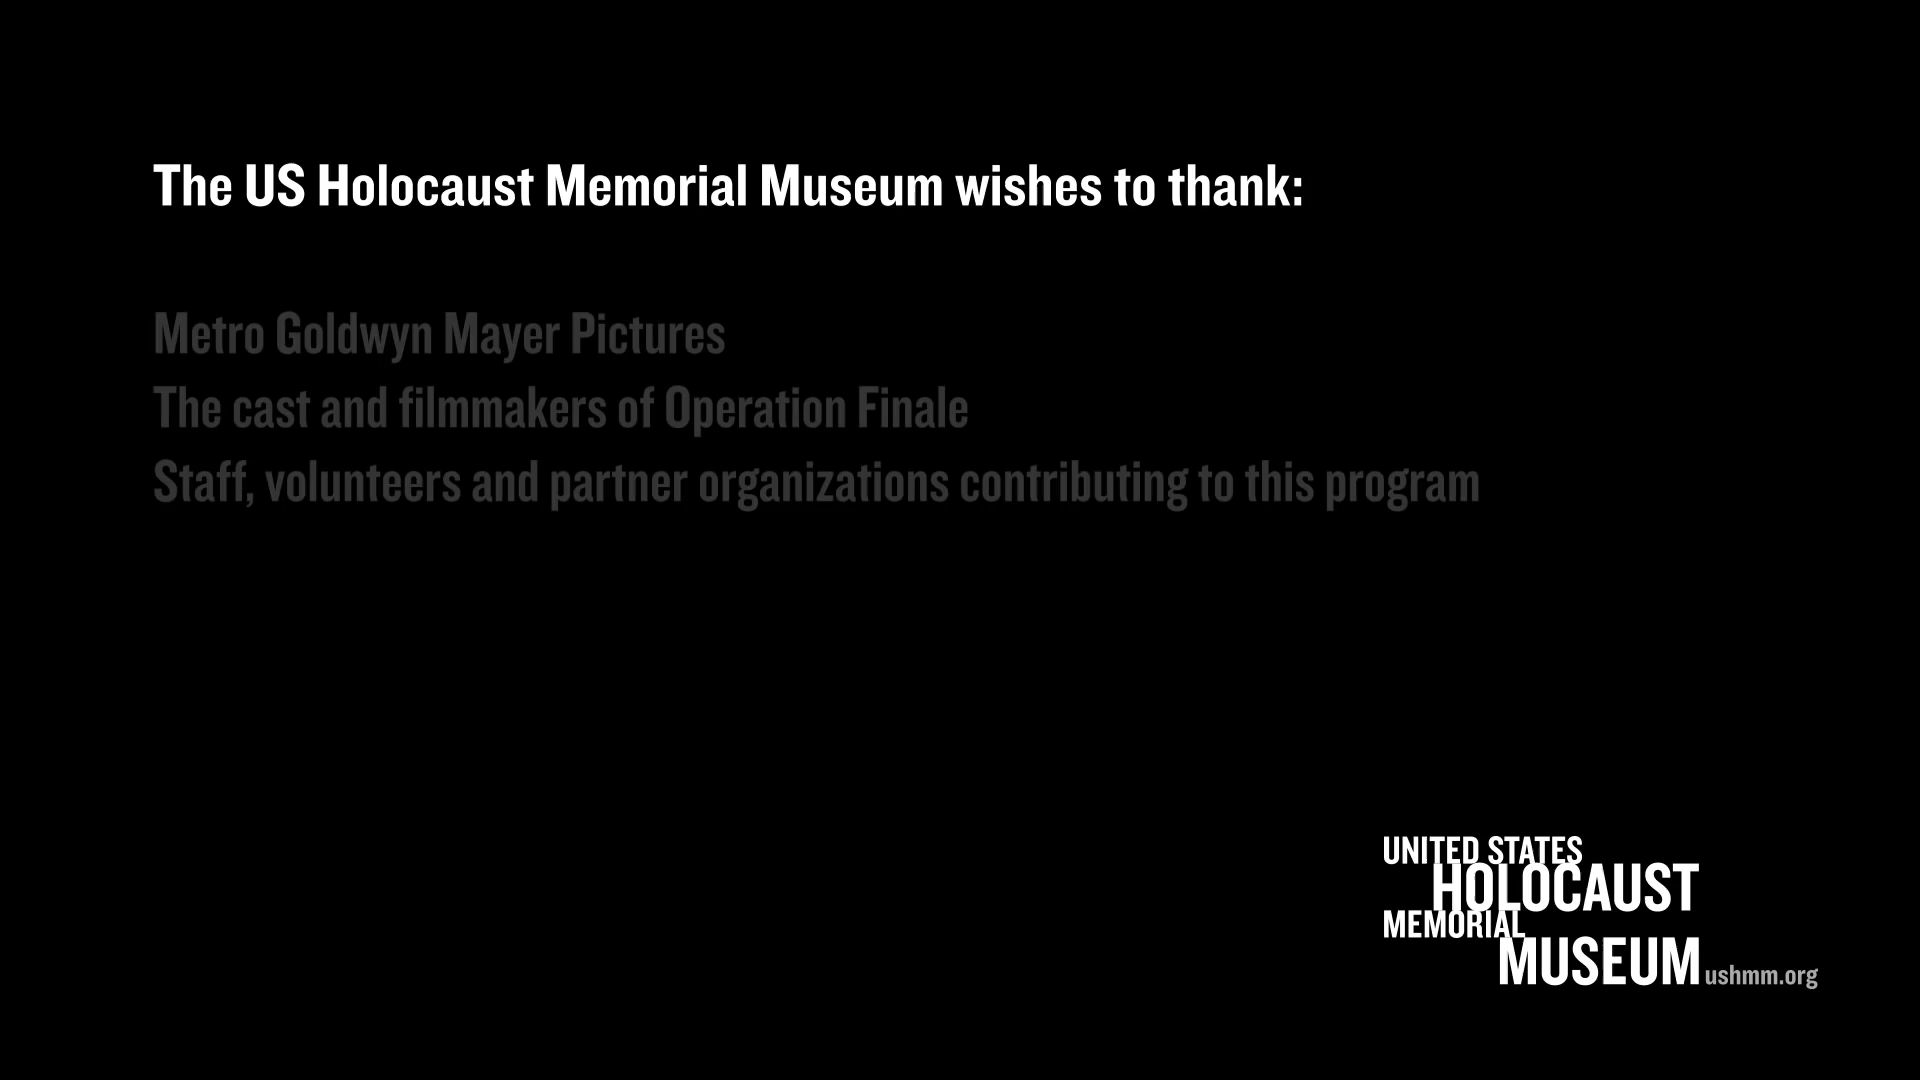 The US Holocaust Memorial Museum wishes to thank:
Metro Goldwyn Mayer Pictures
The cast and filmmakers of Operation Finale
Staff, volunteers and partner organizations contributing to this program
UNITED STATES
HOLOCAUST
MEMORIAL
MUSEUM ushmm.org